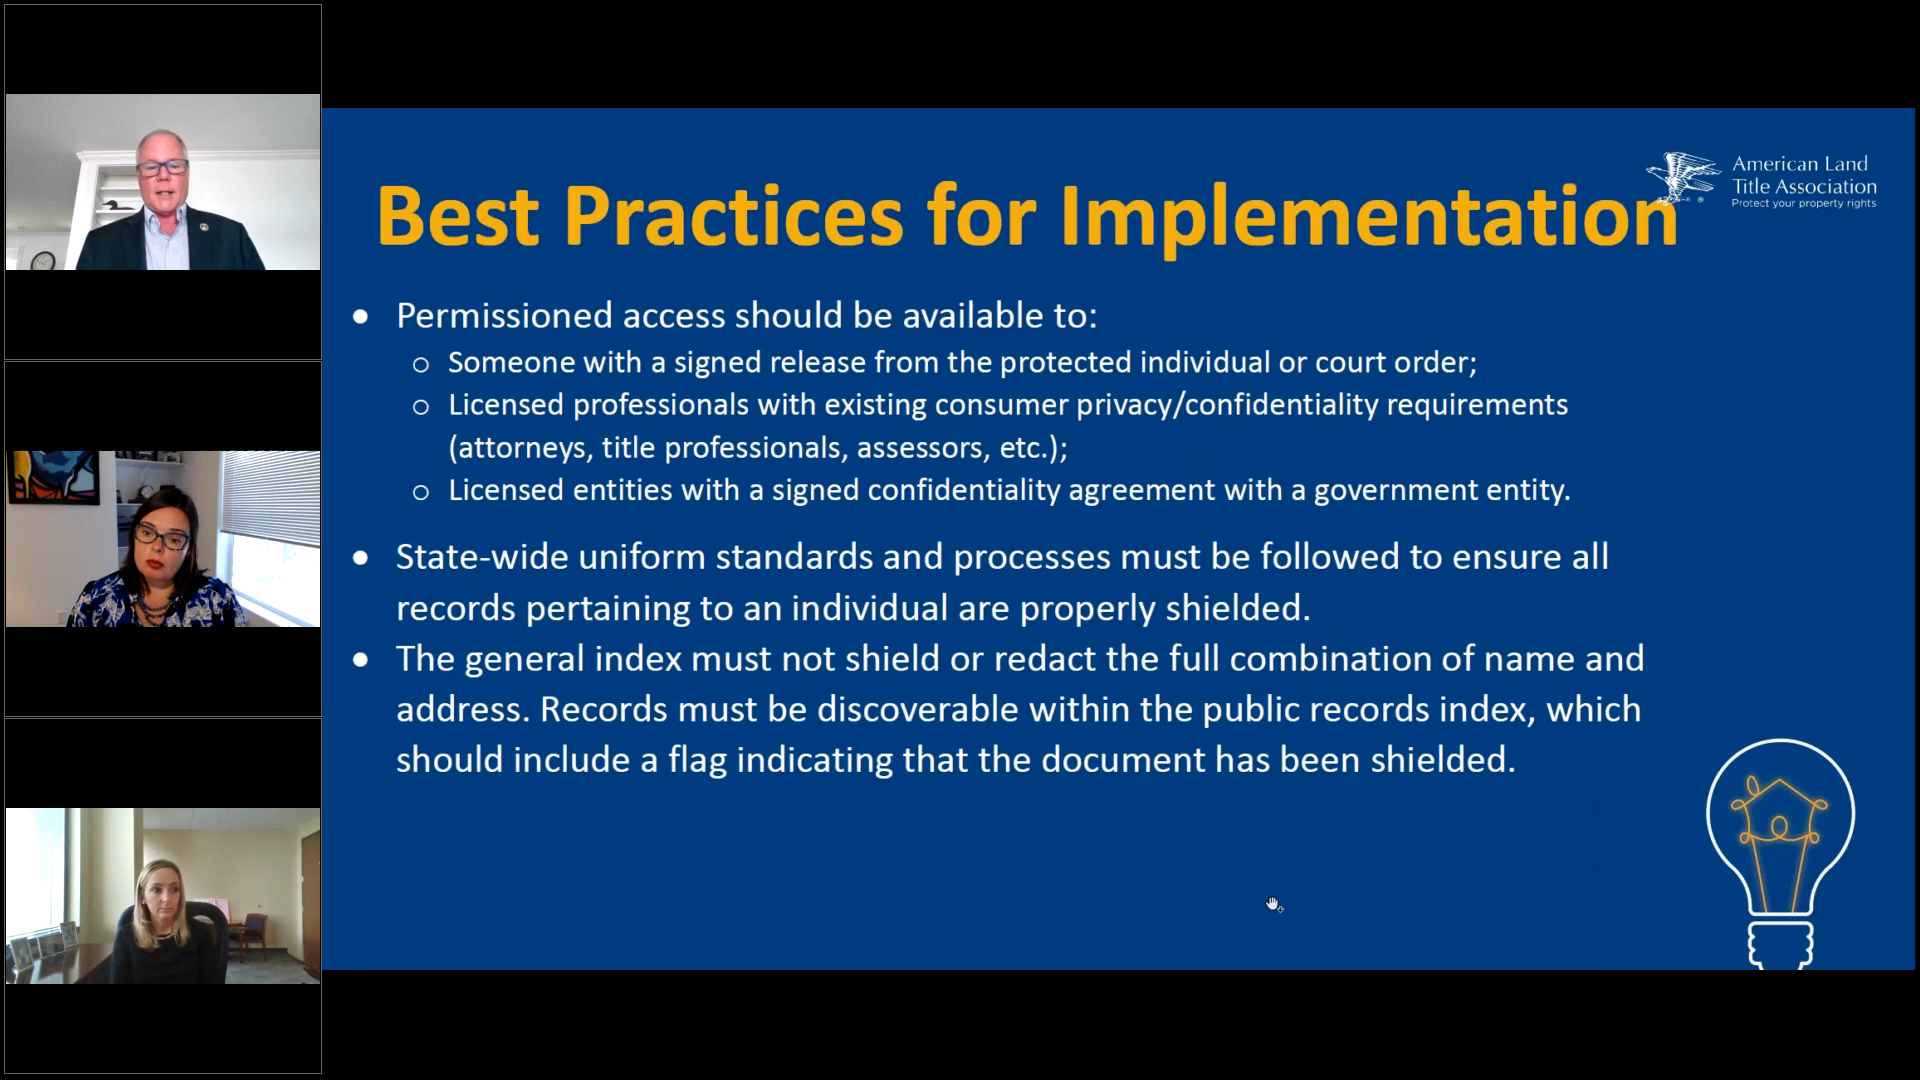 Best Practices for Implementation
American Land
Title Association
Protect your property rights
®
• Permissioned access should be available to:
o Someone with a signed release from the protected individual or court order;
o Licensed professionals with existing consumer privacy/confidentiality requirements
(attorneys, title professionals, assessors, etc.);
o Licensed entities with a signed confidentiality agreement with a government entity.
• State-wide uniform standards and processes must be followed to ensure all
records pertaining to an individual are properly shielded.
• The general index must not shield or redact the full combination of name and
address. Records must be discoverable within the public records index, which
should include a flag indicating that the document has been shielded.